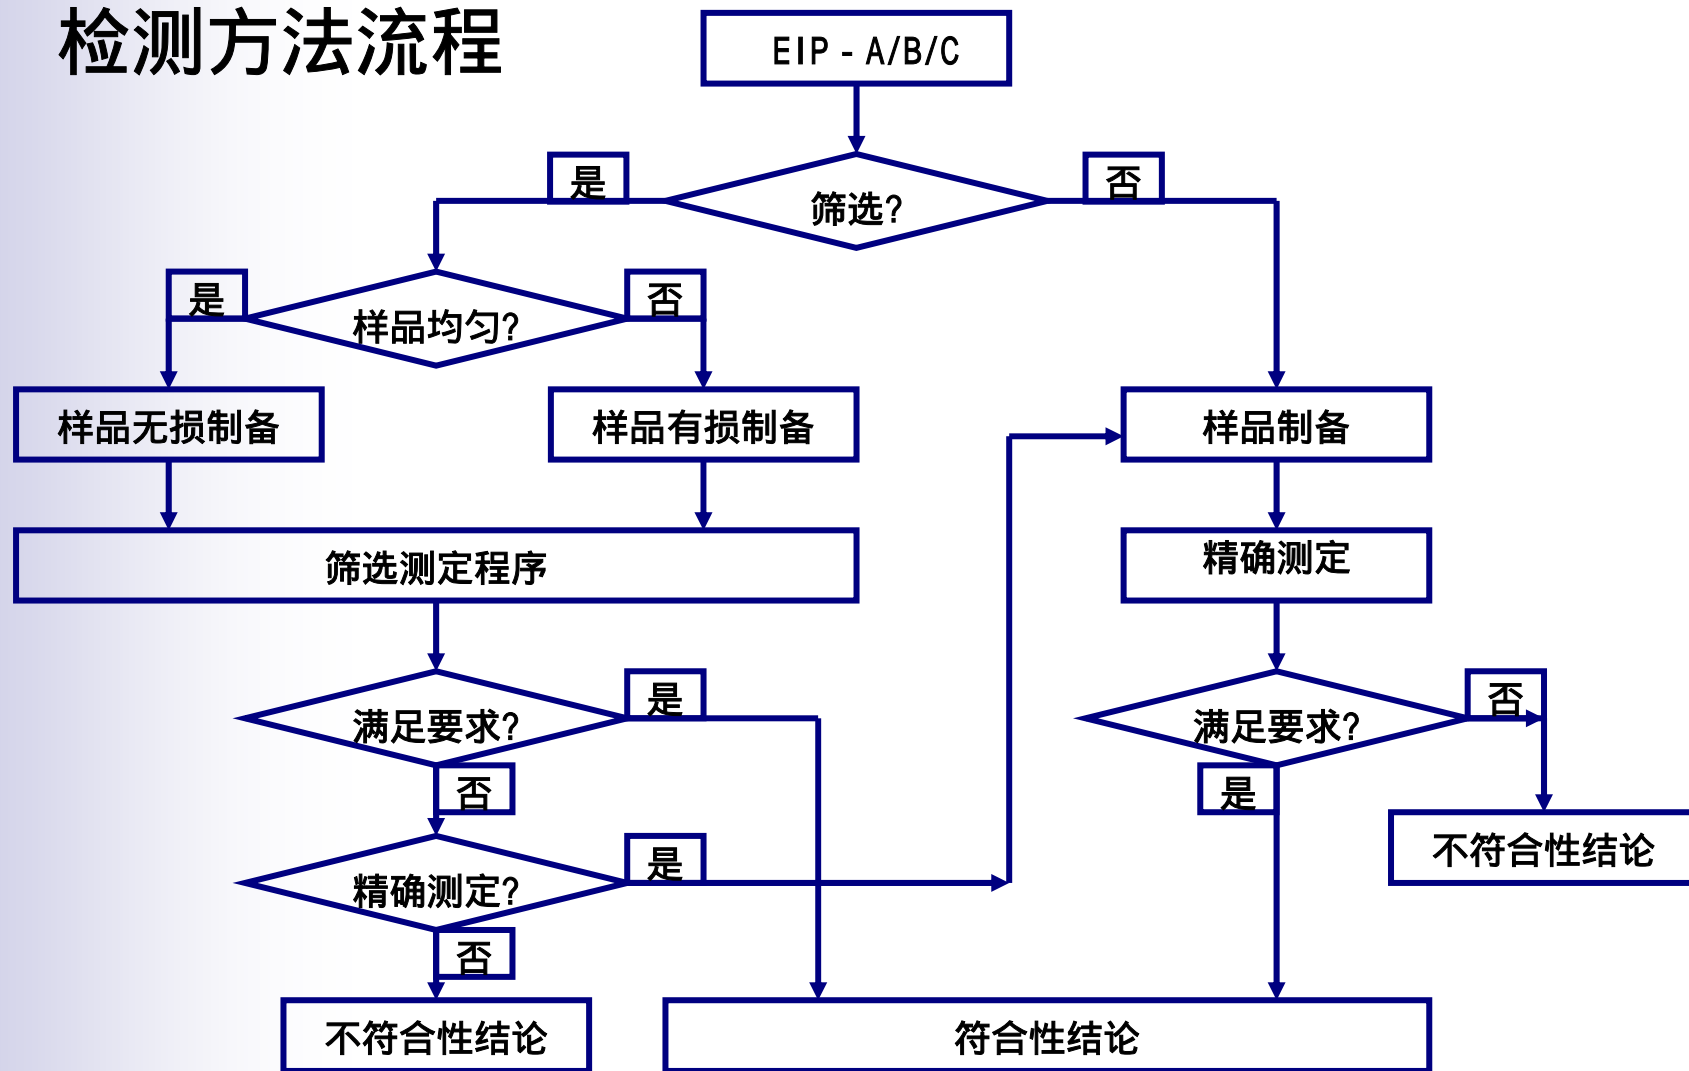 检测方法流程
EIP - A/B/C
是
筛选?
否
是
样品均匀?
否
样品无损制备
样品有损制备
样品制备
筛选测定程序
精确测定
满足要求?
是
满足要求?
否
否
是
精确测定?
是
不符合性结论
否
不符合性结论
符合性结论